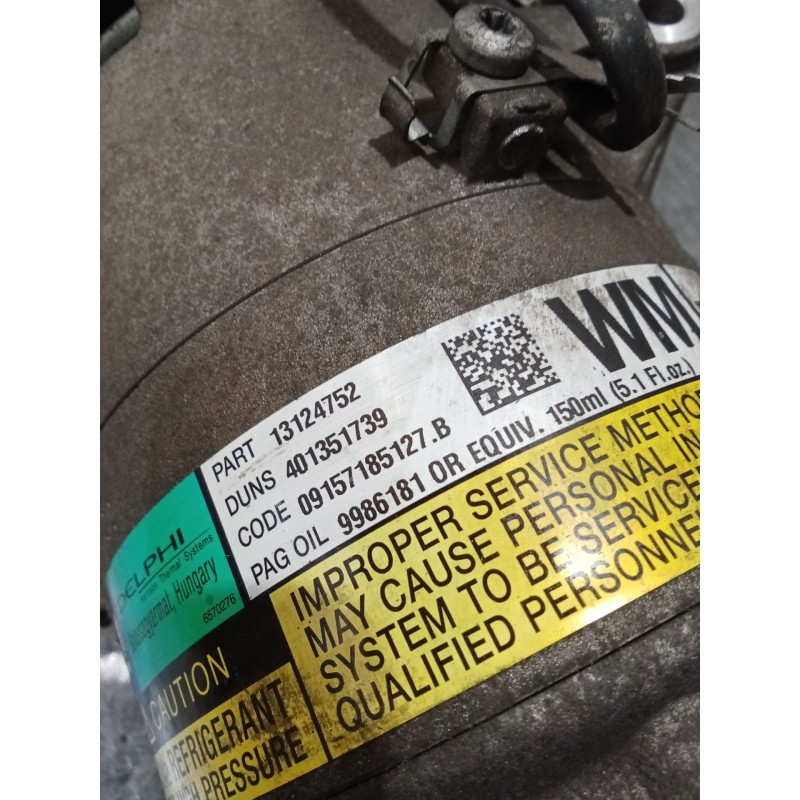 WM
PART 13124752
DUNS 401351739
CODE 09157185127.B
PAG OIL 9986181 OR EQUIV. 150ml (5.1 Fl.oz.)
DELPHI
Thermal Systems
Hungary
6570276
CAUTION
REFRIGERANT
PRESSURE
IMPROPER SERVICE METHO
MAY CAUSE PERSONAL IN
SYSTEM TO BE SERVICE
QUALIFIED PERSONNE